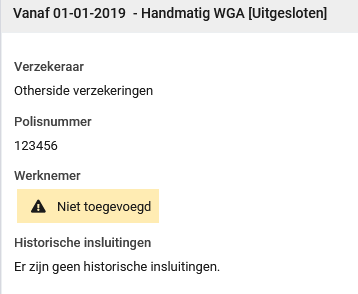 Vanaf 01-01-2019 - Handmatig WGA [Uitgesloten]
Verzekeraar
Otherside verzekeringen
Polisnummer
123456
Werknemer
Niet toegevoegd
Historische insluitingen
Er zijn geen historische insluitingen.